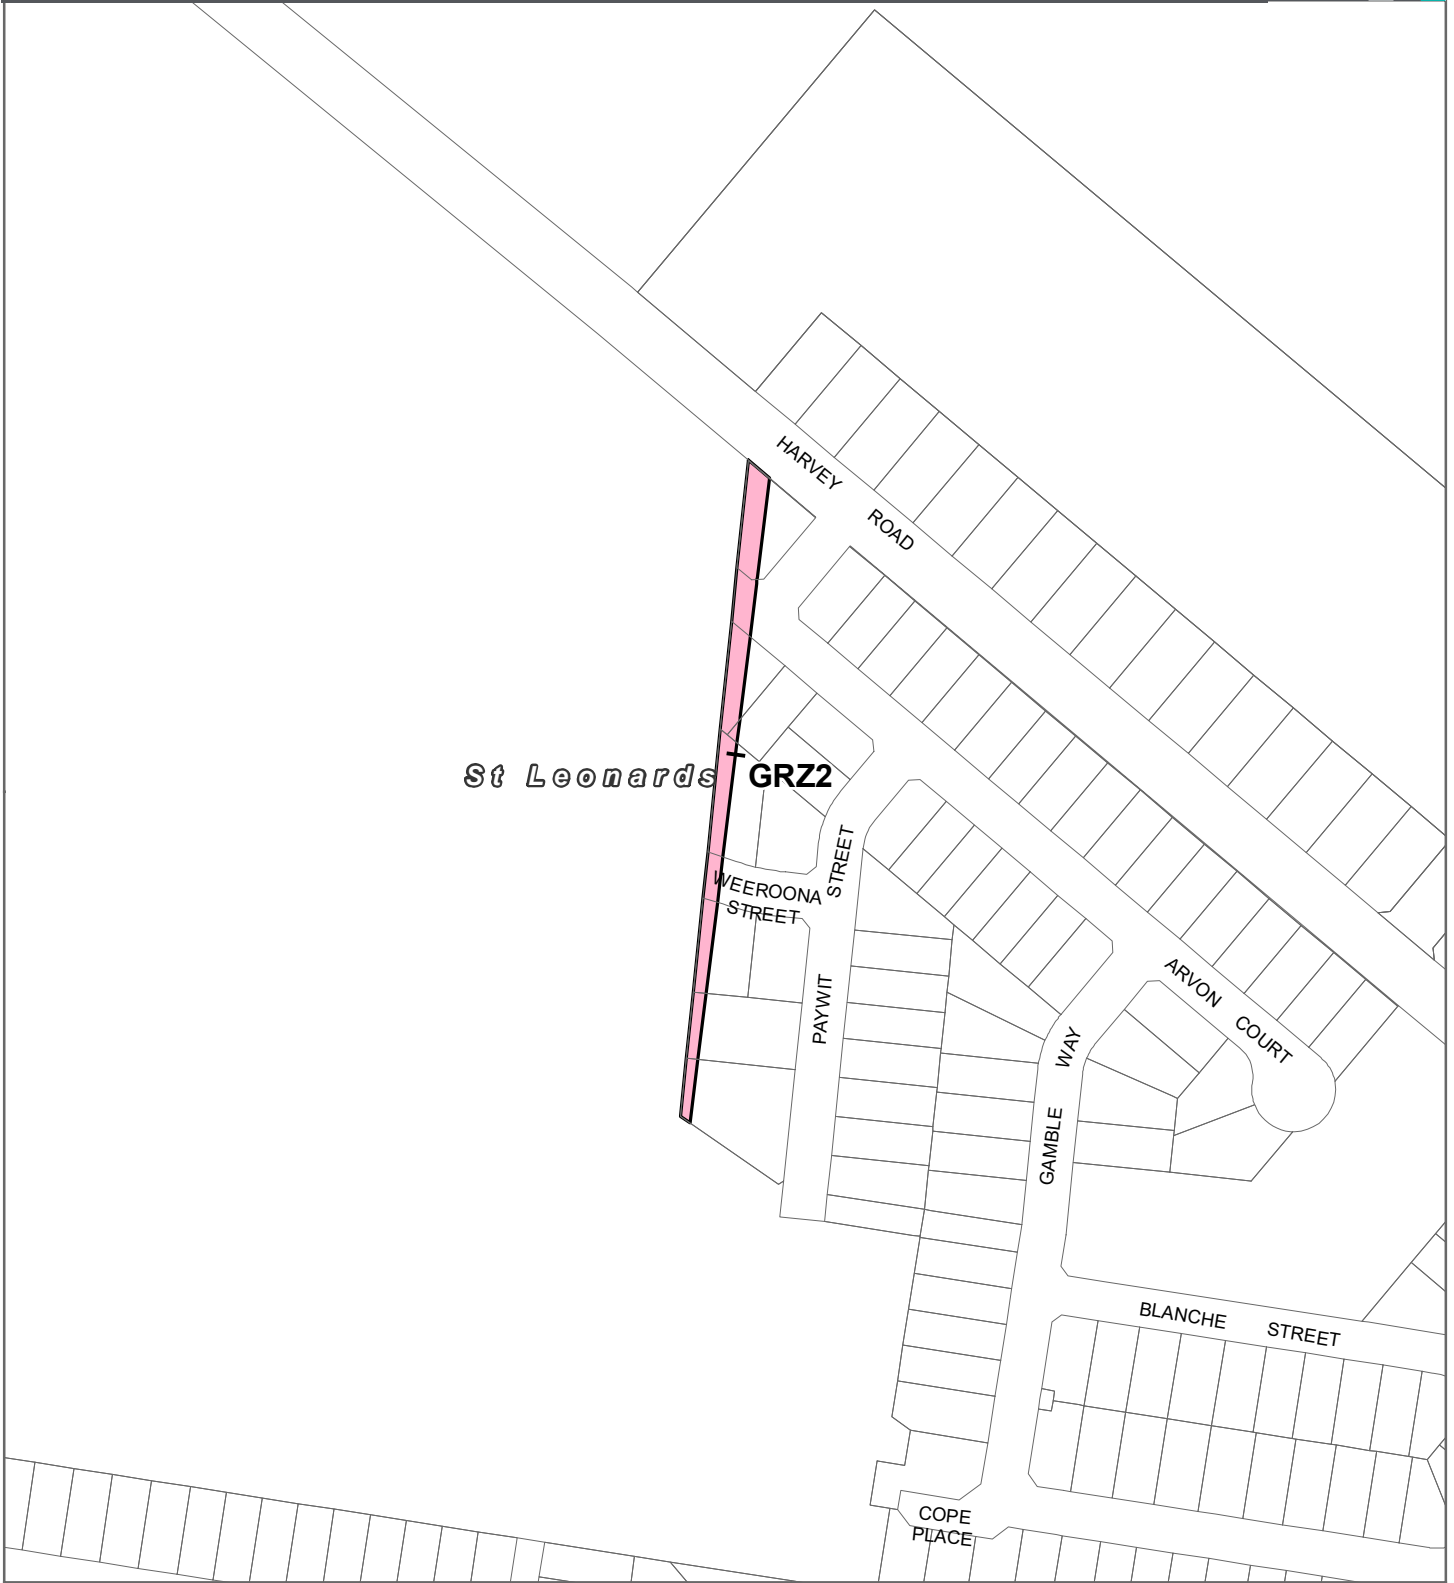 HARVEY
ROAD
St Leonards
GRZ2
STREET
WEEROONA
STREET
PAYWIT
ARVON
COURT
WAY
GAMBLE
BLANCHE
STREET
COPE
PLACE